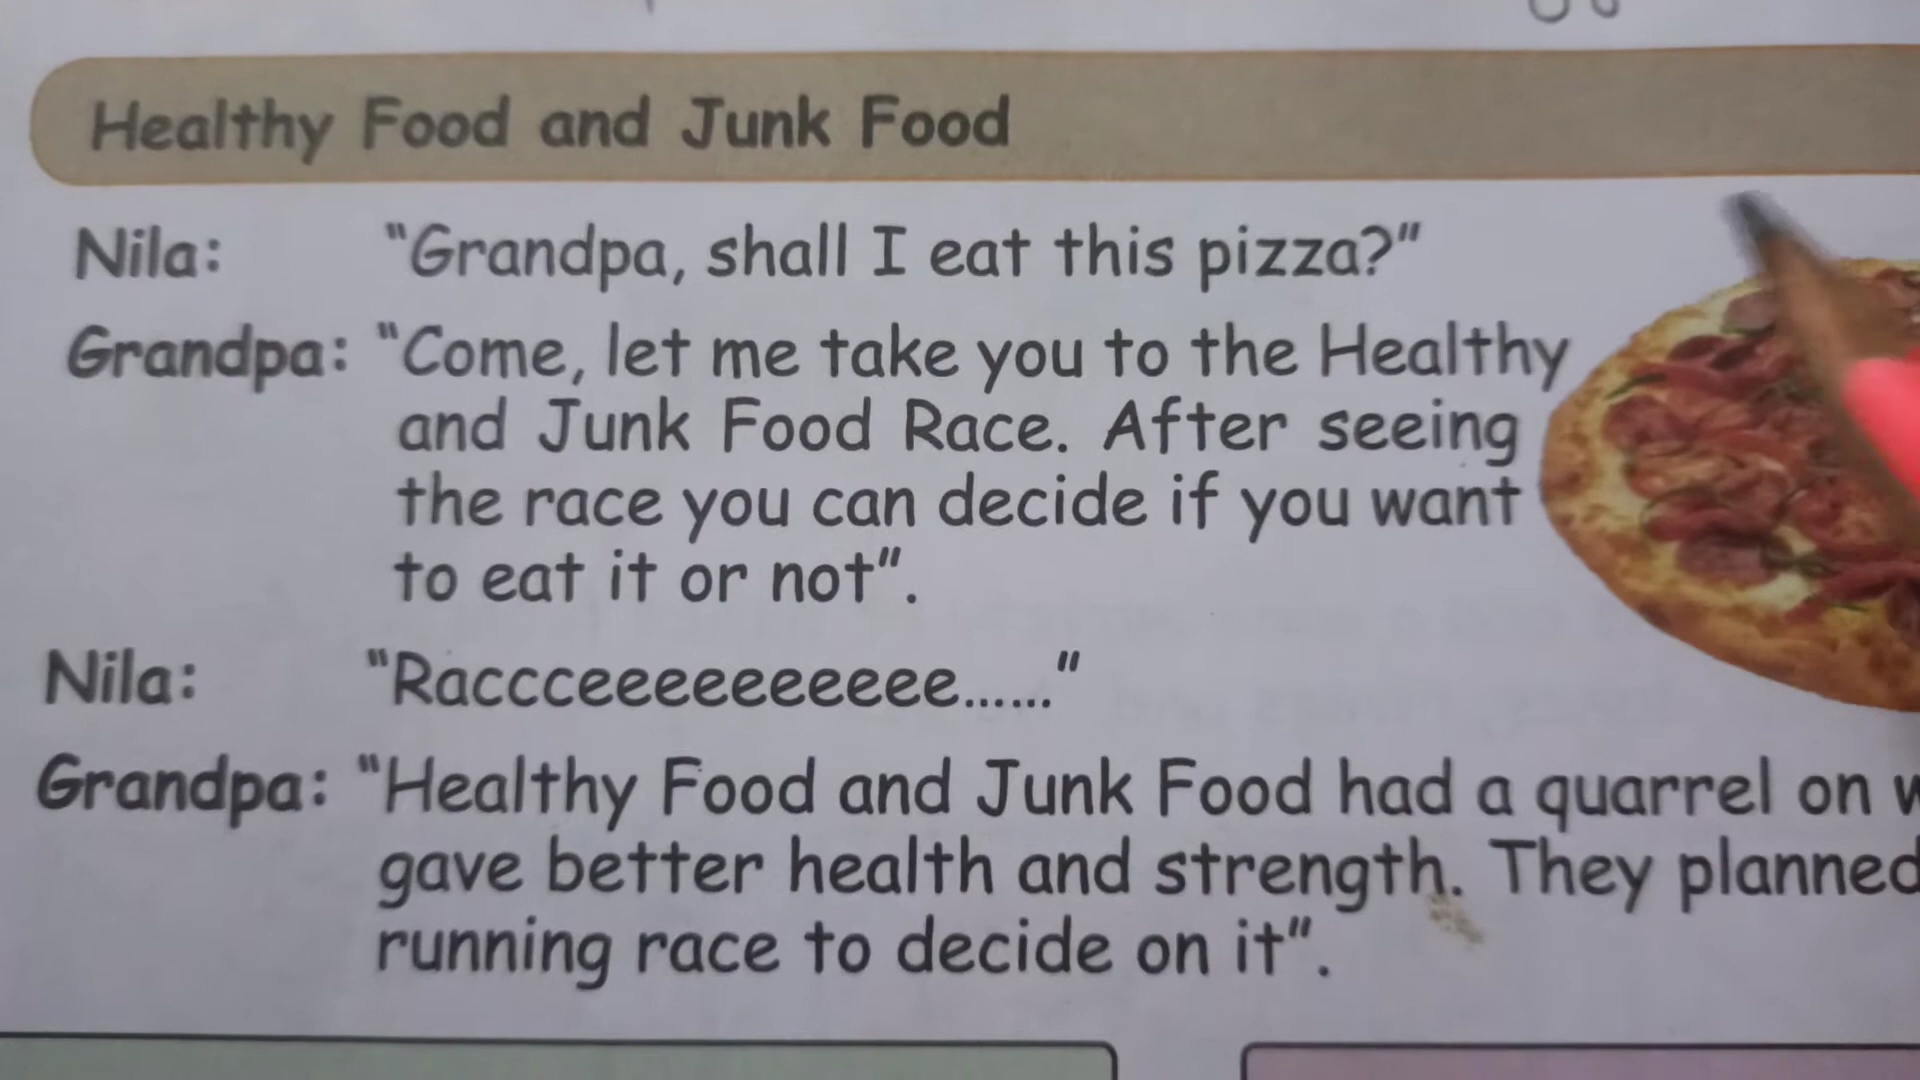 Healthy Food and Junk Food
Nila: "Grandpa, shall I eat this pizza?"
Grandpa: "Come, let me take you to the Healthy
and Junk Food Race. After seeing
the race you can decide if you want
to eat it or not".
Nila: "Raccceeeeeeeeeee......"
Grandpa: "Healthy Food and Junk Food had a quarrel on
gave better health and strength. They planned
running race to decide on it".